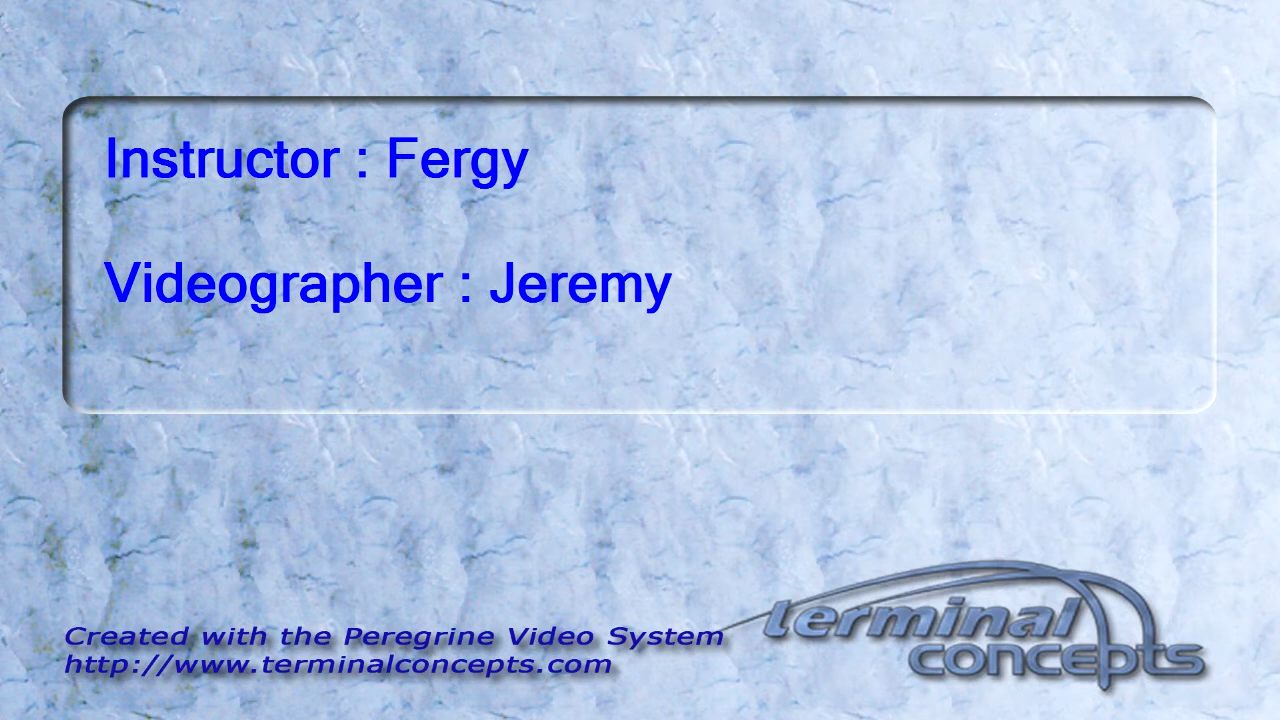 Instructor : Fergy
Videographer : Jeremy
Created with the Peregrine Video System
http://www.terminalconcepts.com
terminal
concepts